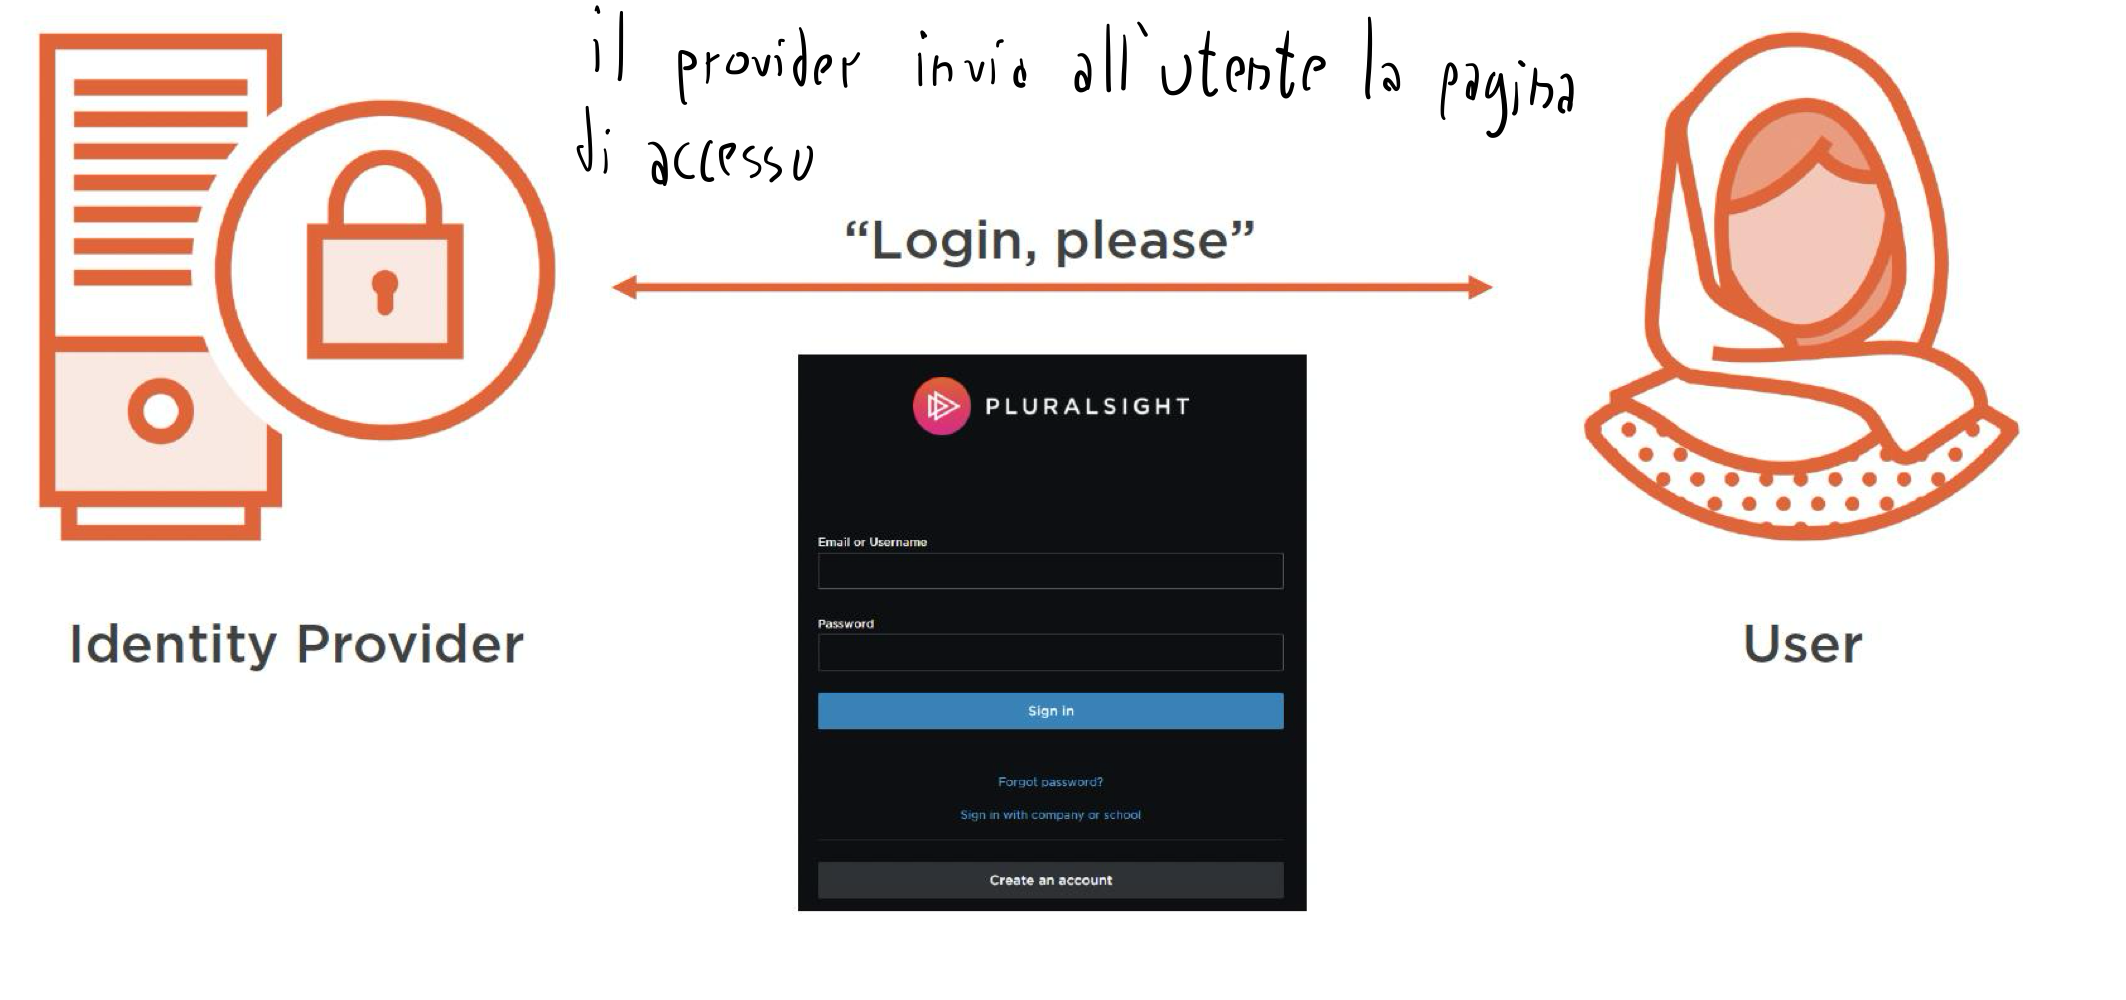 il provider invia all'utente la pagina
di accesso
“Login, please”
PLURALSIGHT
Email or Username
Password
Sign in
Forgot password?
Sign in with company or school
Create an account
Identity Provider
User